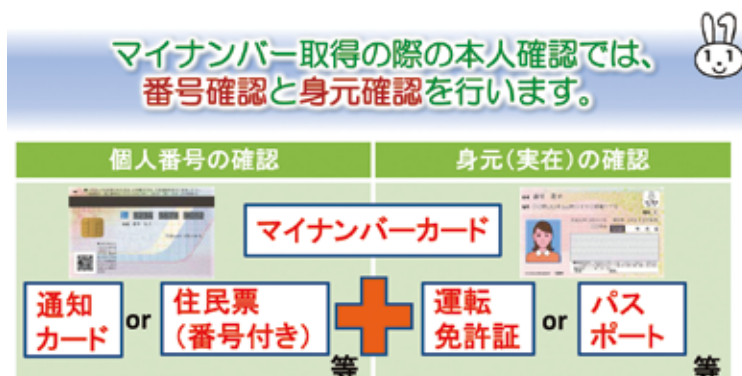 マイナンバー取得の際の本人確認では、
番号確認と身元確認を行います。
個人番号の確認
身元(実在)の確認
マイナンバーカード
通知
カード
or
住民票
(番号付き)
等
運転
免許証
or
パス
ポート
等